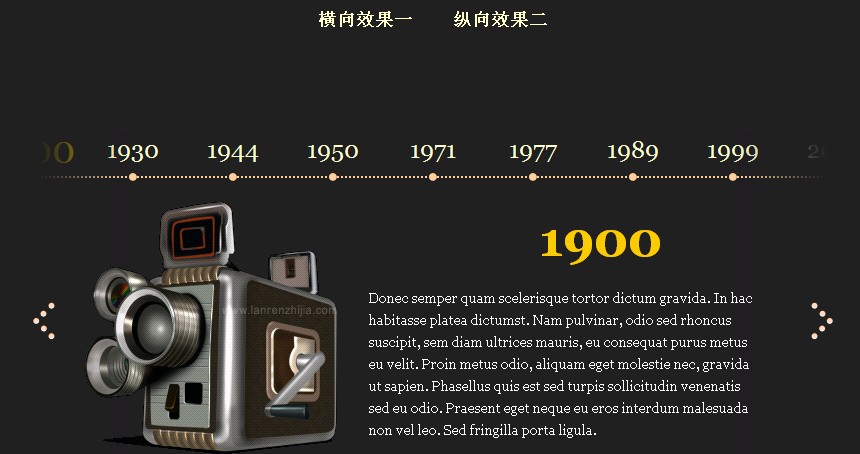 横向效果一 纵向效果二
1930 1944 1950 1971 1977 1989 1999
1900
www.lanrenzhijia.com
Donec semper quam scelerisque tortor dictum gravida. In hac
habitasse platea dictumst. Nam pulvinar, odio sed rhoncus
suscipit, sem diam ultrices mauris, eu consequat purus metus
eu velit. Proin metus odio, aliquam eget molestie nec, gravida
ut sapien. Phasellus quis est sed turpis sollicitudin venenatis
sed eu odio. Praesent eget neque eu eros interdum malesuada
non vel leo. Sed fringilla porta ligula.